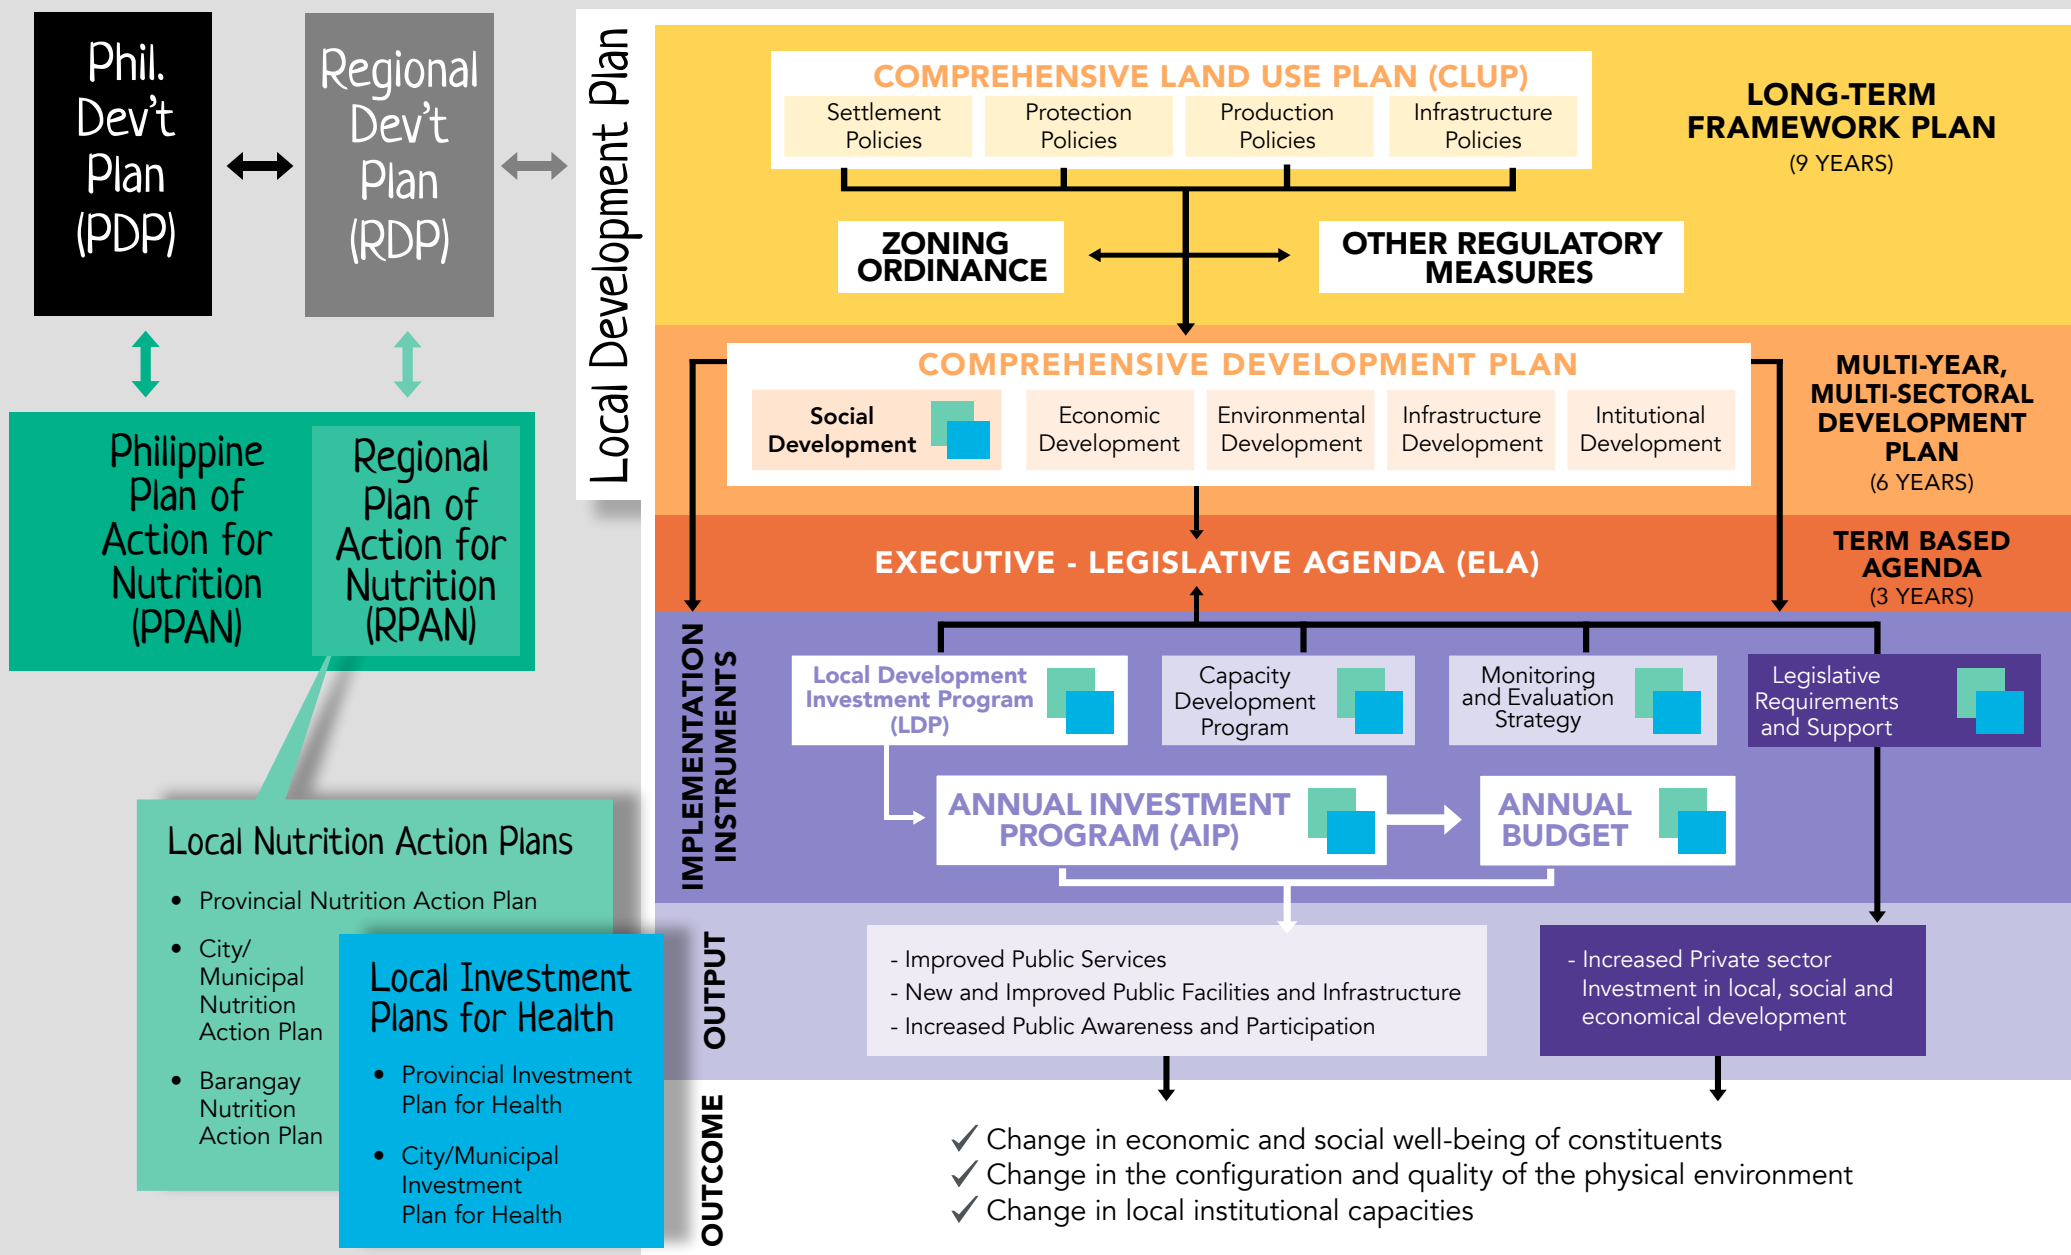 Phil.
Dev't
Plan
(PDP)
Regional
Dev't
Plan
(RDP)
Philippine
Plan of
Action for
Nutrition
(PPAN)
Regional
Plan of
Action for
Nutrition
(RPAN)
Local Nutrition Action Plans
• Provincial Nutrition Action Plan
• City/
Municipal
Nutrition
Action Plan
• Barangay
Nutrition
Action Plan
Local Investment
Plans for Health
• Provincial Investment
Plan for Health
• City/Municipal
Investment
Plan for Health
Local Development Plan
COMPREHENSIVE LAND USE PLAN (CLUP)
Settlement
Policies
Protection
Policies
Production
Policies
Infrastructure
Policies
LONG-TERM
FRAMEWORK PLAN
(9 YEARS)
ZONING
ORDINANCE
OTHER REGULATORY
MEASURES
COMPREHENSIVE DEVELOPMENT PLAN
Social
Development
Economic
Development
Environmental
Development
Infrastructure
Development
Intitutional
Development
MULTI-YEAR,
MULTI-SECTORAL
DEVELOPMENT
PLAN
(6 YEARS)
EXECUTIVE - LEGISLATIVE AGENDA (ELA)
TERM BASED
AGENDA
(3 YEARS)
IMPLEMENTATION
INSTRUMENTS
Local Development
Investment Program
(LDP)
Capacity
Development
Program
Monitoring
and Evaluation
Strategy
Legislative
Requirements
and Support
ANNUAL INVESTMENT
PROGRAM (AIP)
ANNUAL
BUDGET
OUTPUT
- Improved Public Services
- New and Improved Public Facilities and Infrastructure
- Increased Public Awareness and Participation
- Increased Private sector
Investment in local, social and
economical development
OUTCOME
✓ Change in economic and social well-being of constituents
✓ Change in the configuration and quality of the physical environment
✓ Change in local institutional capacities